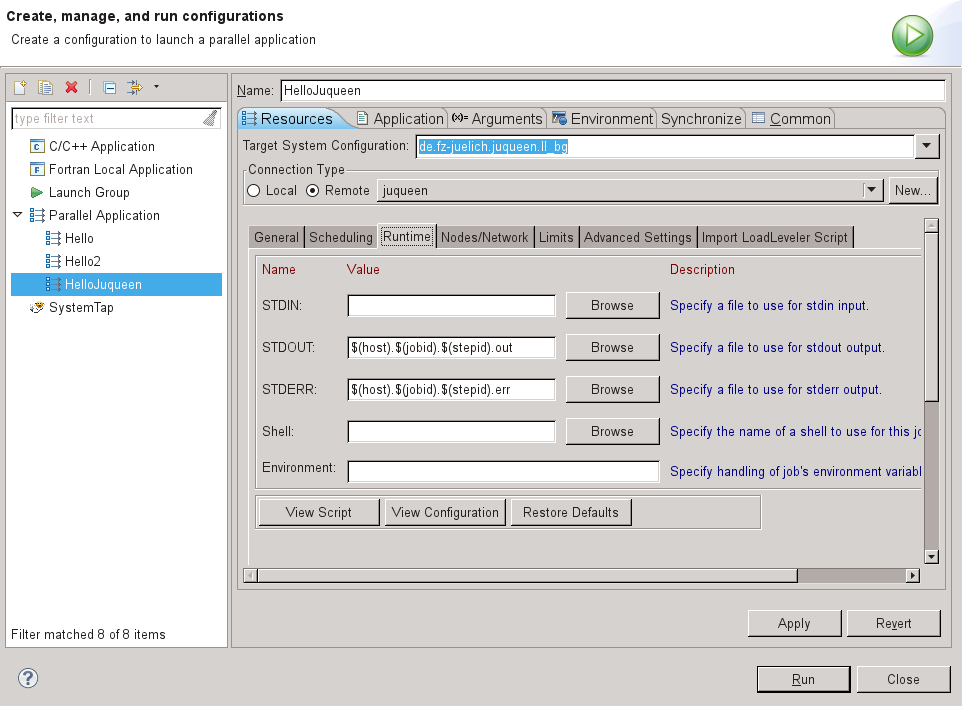 Create, manage, and run configurations
Create a configuration to launch a parallel application
Name: HelloJuqueen
type filter text
C/C++ Application
Fortran Local Application
Launch Group
Parallel Application
Hello
Hello2
HelloJuqueen
SystemTap
Filter matched 8 of 8 items
Resources Application (x)= Arguments Environment Synchronize Common
Target System Configuration: de.fz-juelich.juqueen.ll_bg
Connection Type
Local Remote juqueen New...
General Scheduling Runtime Nodes/Network Limits Advanced Settings Import LoadLeveler Script
Name Value Description
STDIN: Browse Specify a file to use for stdin input.
STDOUT: $(host).$(jobid).$(stepid).out Browse Specify a file to use for stdout output.
STDERR: $(host).$(jobid).$(stepid).err Browse Specify a file to use for stderr output.
Shell: Browse Specify the name of a shell to use for this jo
Environment: Specify handling of job's environment variabl
View Script View Configuration Restore Defaults
Apply Revert
? Run Close